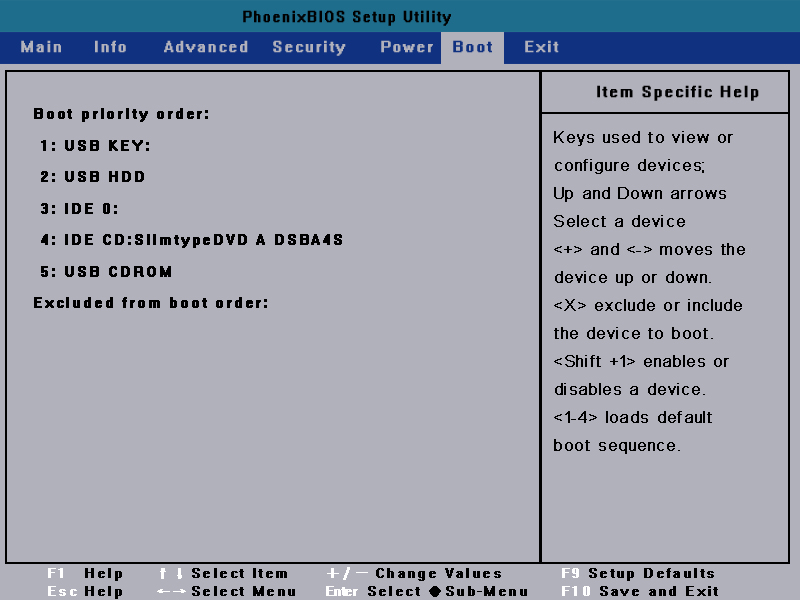 PhoenixBIOS Setup Utility
Main Info Advanced Security Power Boot Exit
Boot priority order:
1: USB KEY:
2: USB HDD
3: IDE 0:
4: IDE CD:SlimtypeDVD A DSBA4S
5: USB CDROM
Excluded from boot order:
Item Specific Help
Keys used to view or
configure devices;
Up and Down arrows
Select a device
<+> and <-> moves the
device up or down.
<X> exclude or include
the device to boot.
<Shift +1> enables or
disables a device.
<1-4> loads default
boot sequence.
F1 Help ↑ ↓ Select Item +/− Change Values F9 Setup Defaults
Esc Help ←→ Select Menu Enter Select ◆Sub-Menu F10 Save and Exit